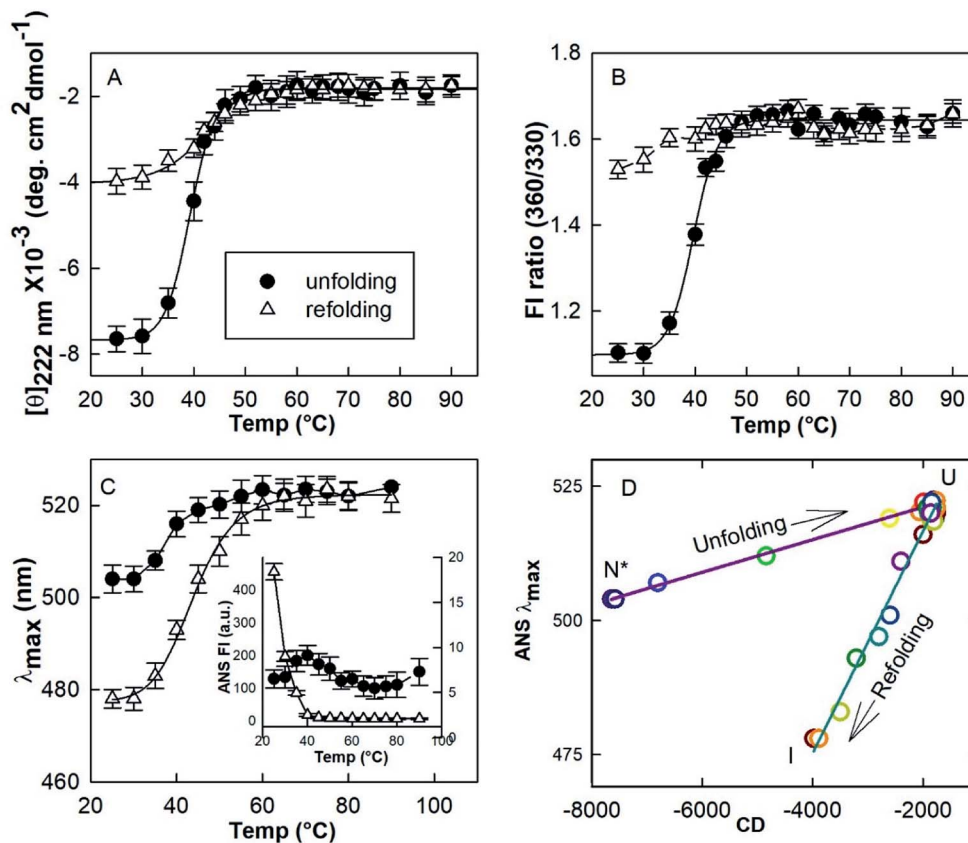 A
[θ]222 nm X10-3 (deg. cm2 dmol-1)
-2
-4
-6
-8
unfolding
refolding
20 30 40 50 60 70 80 90
Temp (°C)
B
FI ratio (360/330)
1.8
1.6
1.4
1.2
20 30 40 50 60 70 80 90
Temp (°C)
C
λmax (nm)
520
500
480
460
20 40 60 80 100
Temp (°C)
ANS FI (a.u.)
400
300
200
100
0
20
15
10
5
0
20 40 60 80 100
Temp (°C)
D
U
ANS λmax
525
500
475
Unfolding
N*
Refolding
I
-8000 -6000 -4000 -2000
CD